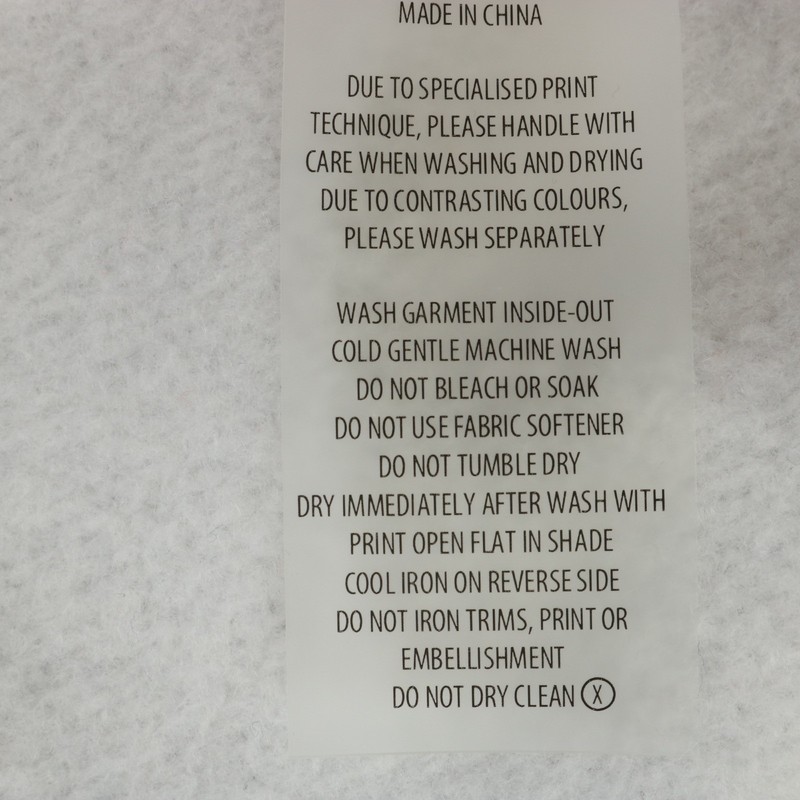 MADE IN CHINA
DUE TO SPECIALISED PRINT
TECHNIQUE, PLEASE HANDLE WITH
CARE WHEN WASHING AND DRYING
DUE TO CONTRASTING COLOURS,
PLEASE WASH SEPARATELY
WASH GARMENT INSIDE-OUT
COLD GENTLE MACHINE WASH
DO NOT BLEACH OR SOAK
DO NOT USE FABRIC SOFTENER
DO NOT TUMBLE DRY
DRY IMMEDIATELY AFTER WASH WITH
PRINT OPEN FLAT IN SHADE
COOL IRON ON REVERSE SIDE
DO NOT IRON TRIMS, PRINT OR
EMBELLISHMENT
DO NOT DRY CLEAN Ⓧ